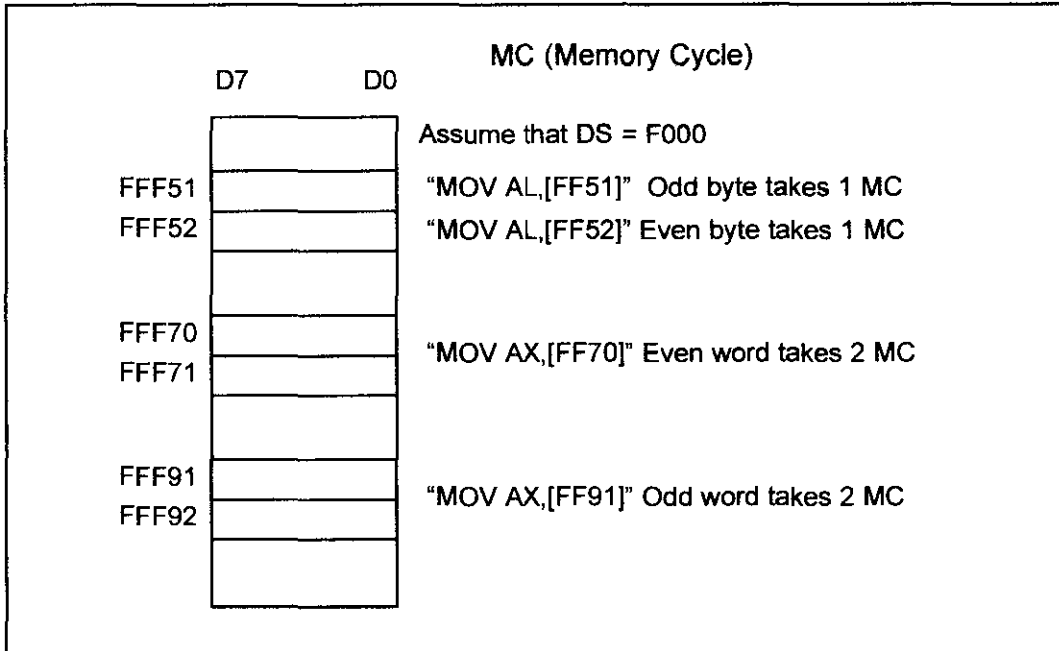 MC (Memory Cycle)
D7 D0
Assume that DS = F000
FFF51 "MOV AL,[FF51]" Odd byte takes 1 MC
FFF52 "MOV AL,[FF52]" Even byte takes 1 MC
FFF70
"MOV AX,[FF70]" Even word takes 2 MC
FFF71
FFF91
"MOV AX,[FF91]" Odd word takes 2 MC
FFF92